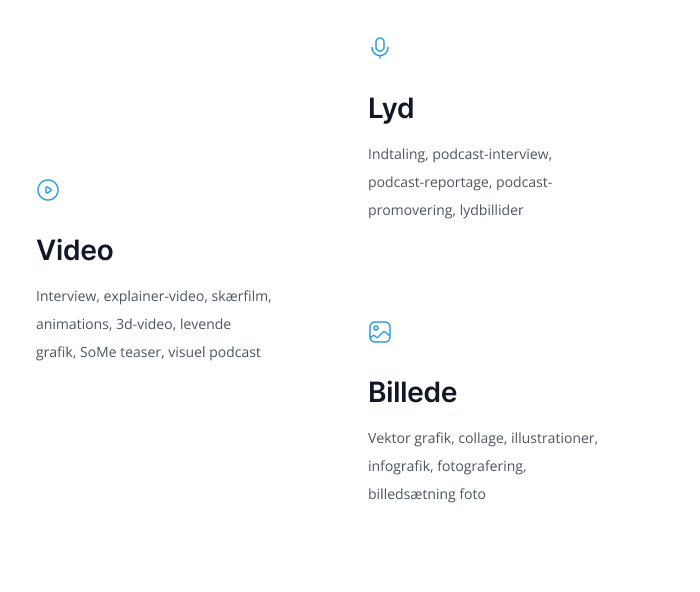 Video
Interview, explainer-video, skærfilm,
animations, 3d-video, levende
grafik, SoMe teaser, visuel podcast
Lyd
Indtaling, podcast-interview,
podcast-reportage, podcast-
promovering, lydbillider
Billede
Vektor grafik, collage, illustrationer,
infografik, fotografering,
billedsætning foto